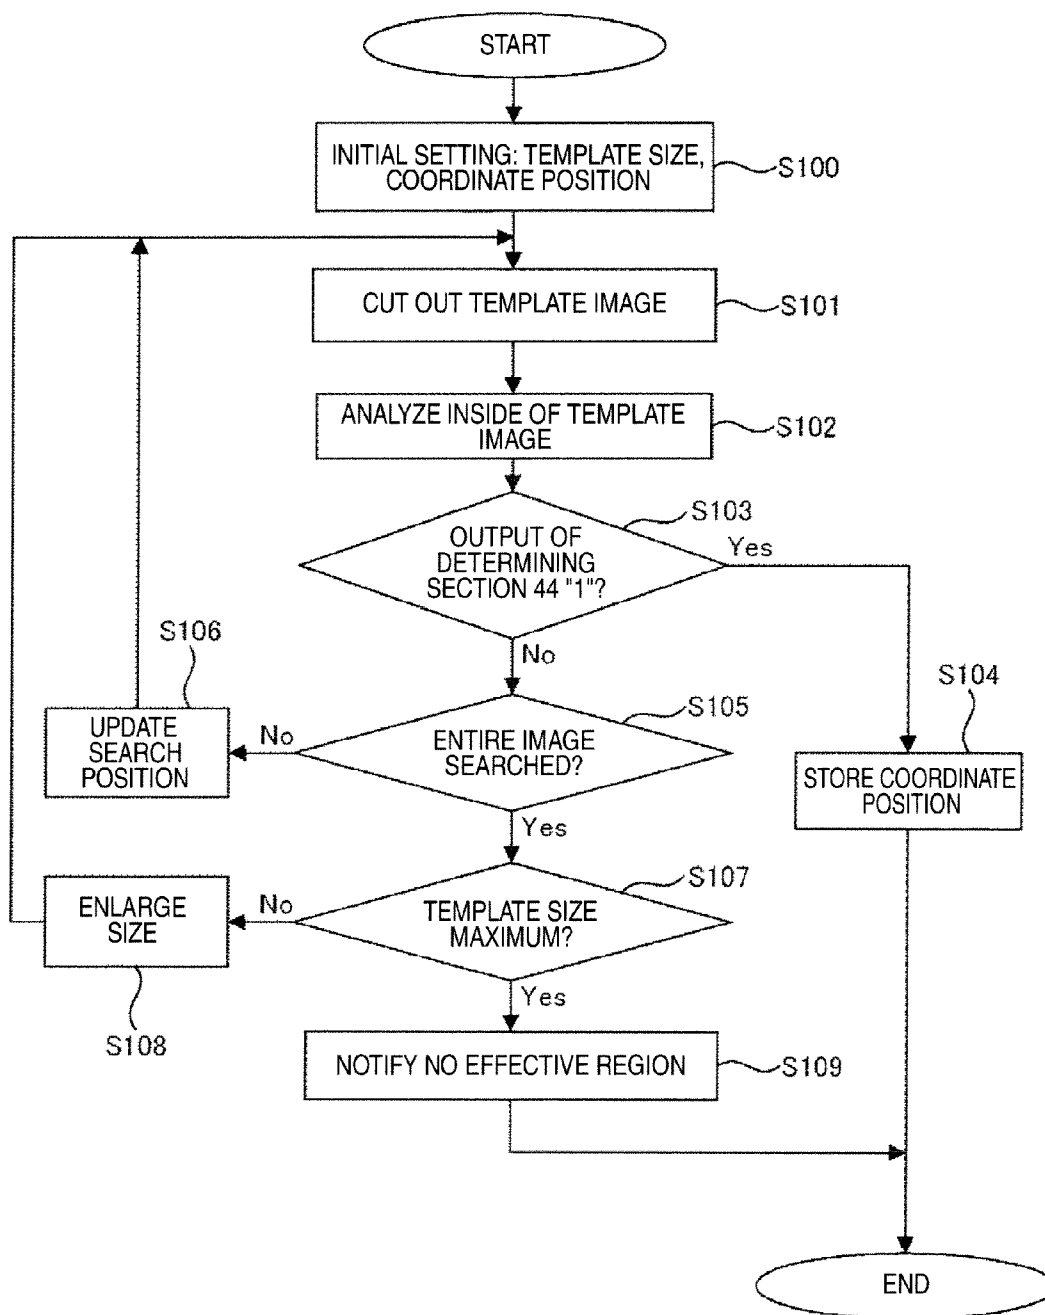 START
INITIAL SETTING: TEMPLATE SIZE,
COORDINATE POSITION
S100
CUT OUT TEMPLATE IMAGE
S101
ANALYZE INSIDE OF TEMPLATE
IMAGE
S102
S103
OUTPUT OF
DETERMINING
SECTION 44 "1"?
Yes
No
S106
UPDATE
SEARCH
POSITION
No
S105
ENTIRE IMAGE
SEARCHED?
S104
STORE COORDINATE
POSITION
Yes
S107
ENLARGE
SIZE
No
TEMPLATE SIZE
MAXIMUM?
S108
Yes
NOTIFY NO EFFECTIVE REGION
S109
END